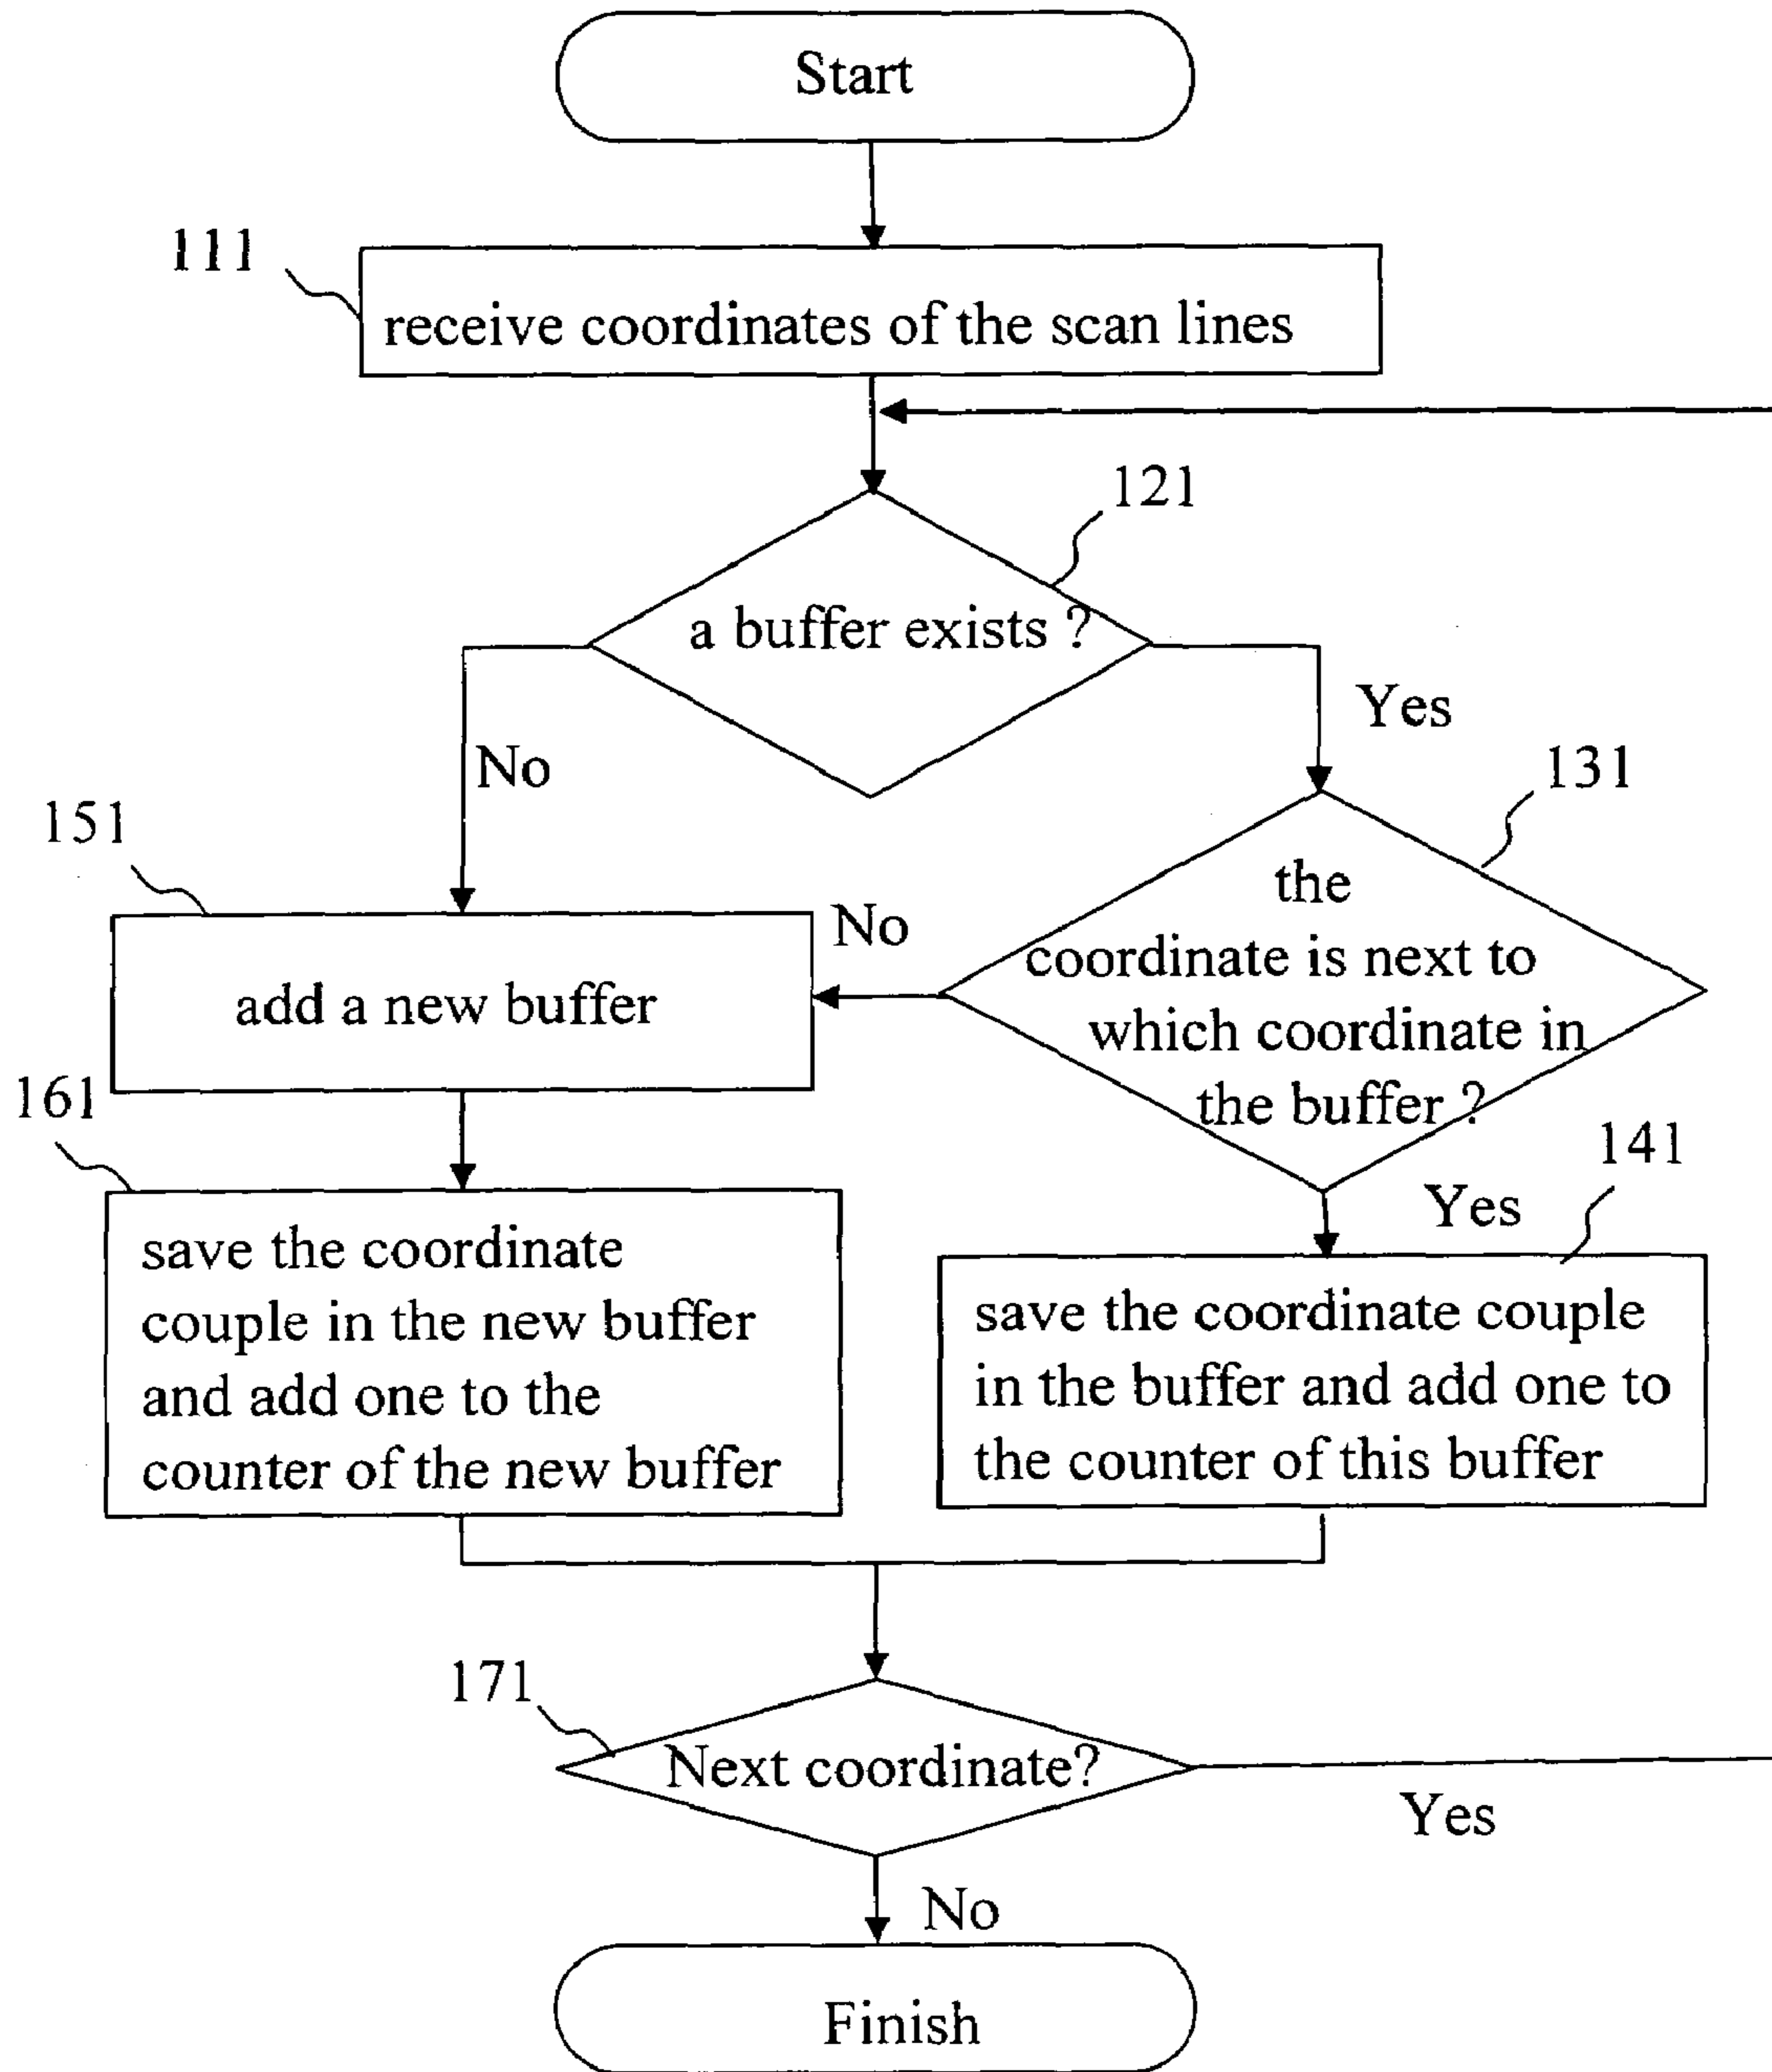 Start
111
receive coordinates of the scan lines
121
a buffer exists ?
Yes
No
131
151
the
coordinate is next to
which coordinate in
the buffer ?
No
add a new buffer
161
141
Yes
save the coordinate
couple in the new buffer
and add one to the
counter of the new buffer
save the coordinate couple
in the buffer and add one to
the counter of this buffer
171
Next coordinate?
Yes
No
Finish